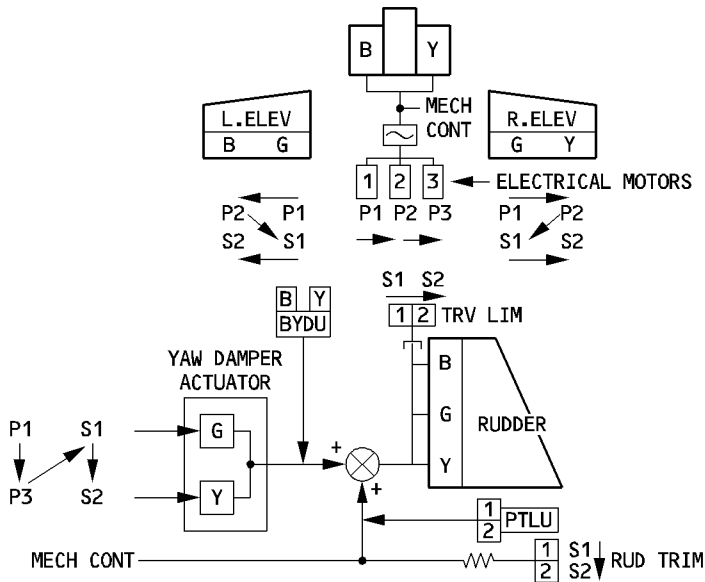 B Y
MECH
CONT
L.ELEV
B G
R.ELEV
G Y
1 2 3
ELECTRICAL MOTORS
P2 P1
P1 P2 P3
P1 P2
S2 S1
S1 S2
S1 S2
B Y
BYDU
1 2 TRV LIM
YAW DAMPER
ACTUATOR
B
G
Y
RUDDER
P1 S1
G
P3 S2
Y
+
+
1
2
PTLU
MECH CONT
1 S1
2 S2
RUD TRIM